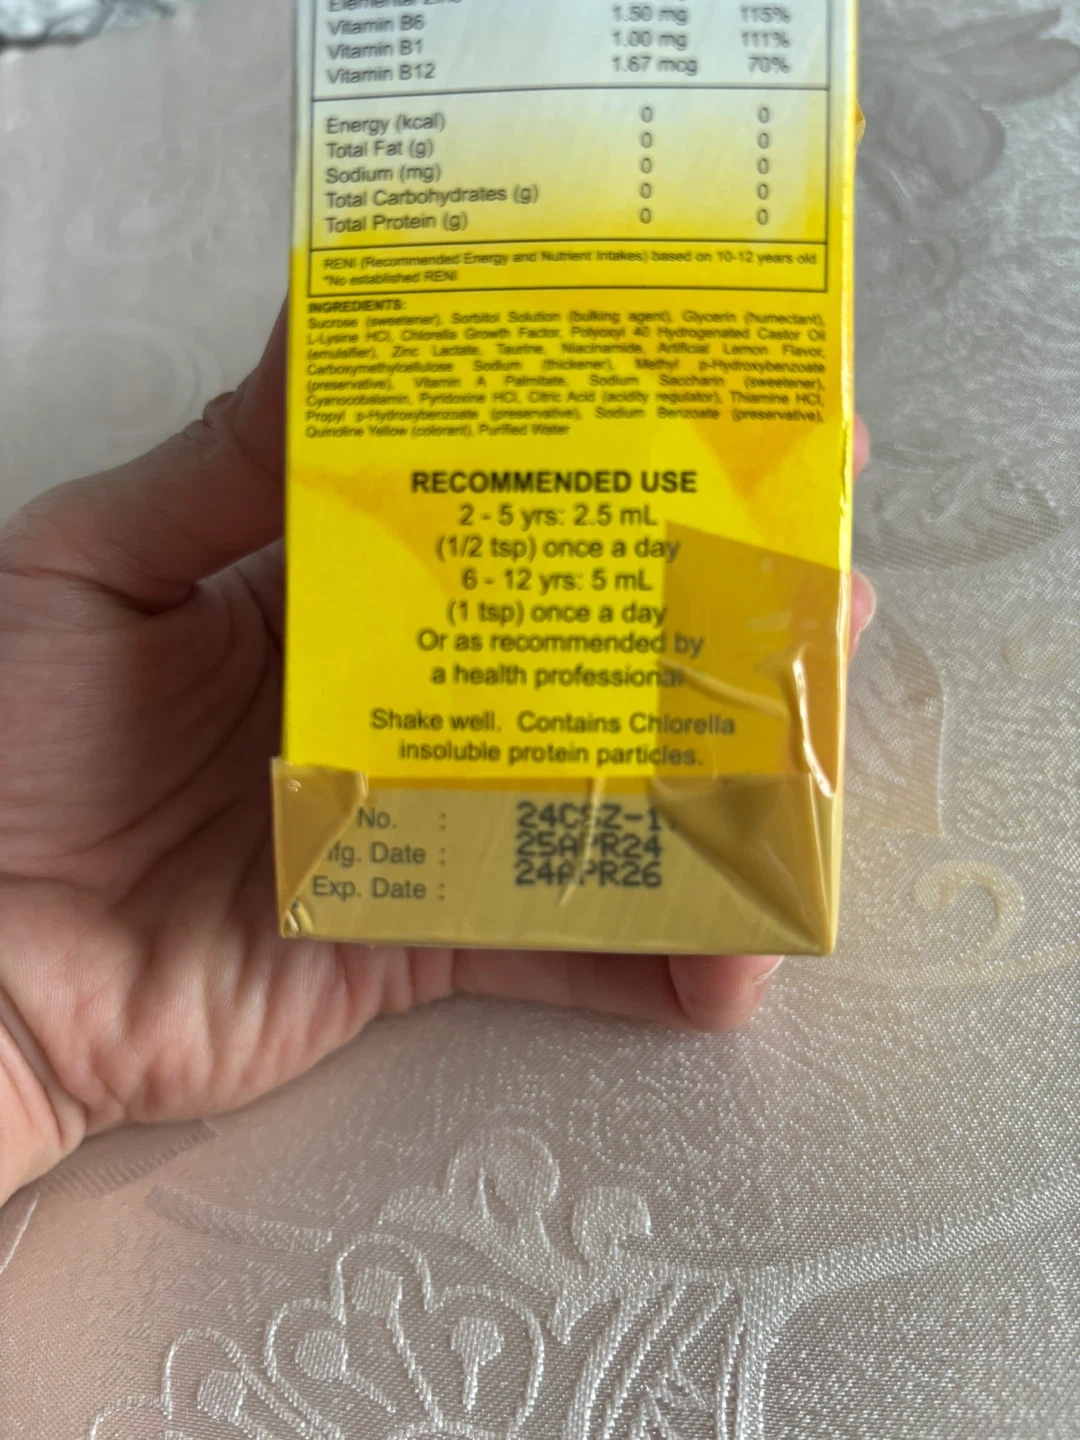 Vitamin B6 1.50 mg 115%
Vitamin B1 1.00 mg 111%
Vitamin B12 1.67 mcg 70%
Energy (kcal) 0 0
Total Fat (g) 0 0
Sodium (mg) 0 0
Total Carbohydrates (g) 0 0
Total Protein (g) 0 0
RENI (Recommended Energy and Nutrient Intakes) based on 10-12 years old
*No established RENI
INGREDIENTS:
Sucrose (sweetener), Sorbitol Solution (bulking agent), Glycerin (humectant),
L-Lysine HCl, Chlorella Growth Factor, Polyoxyl 40 Hydrogenated Castor Oil
(emulsifier), Zinc Lactate, Taurine, Niacinamide, Artificial Lemon Flavor,
Carboxymethylcellulose Sodium (thickener), Methyl p-Hydroxybenzoate
(preservative), Vitamin A Palmitate, Sodium Saccharin (sweetener),
Cyanocobalamin, Pyridoxine HCl, Citric Acid (acidity regulator), Thiamine HCl,
Propyl p-Hydroxybenzoate (preservative), Sodium Benzoate (preservative),
Quinoline Yellow (colorant), Purified Water
RECOMMENDED USE
2 - 5 yrs: 2.5 mL
(1/2 tsp) once a day
6 - 12 yrs: 5 mL
(1 tsp) once a day
Or as recommended by
a health professional
Shake well. Contains Chlorella
insoluble protein particles.
No. :
Date : 25APR24
Exp. Date : 24APR26